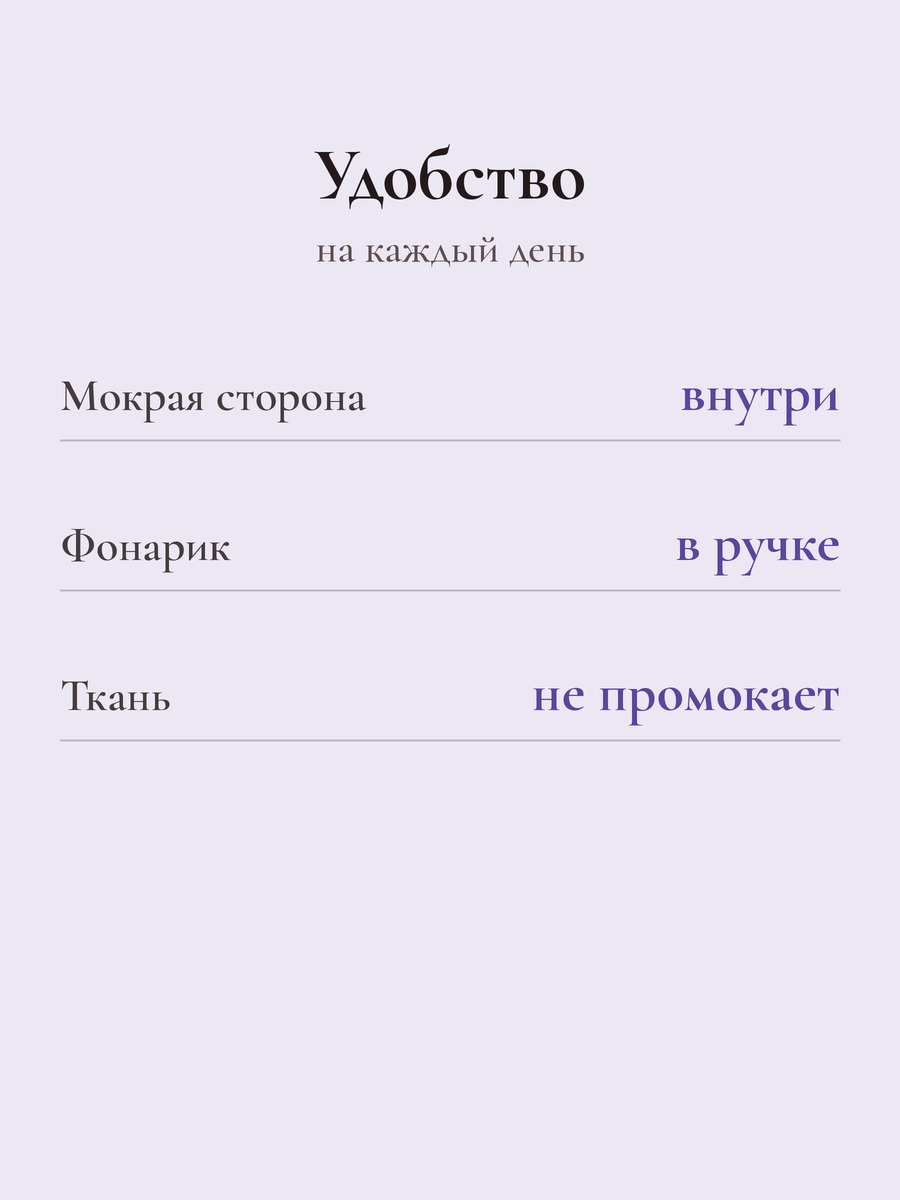 Удобство
на каждый день
Мокрая сторона внутри
Фонарик в ручке
Ткань не промокает